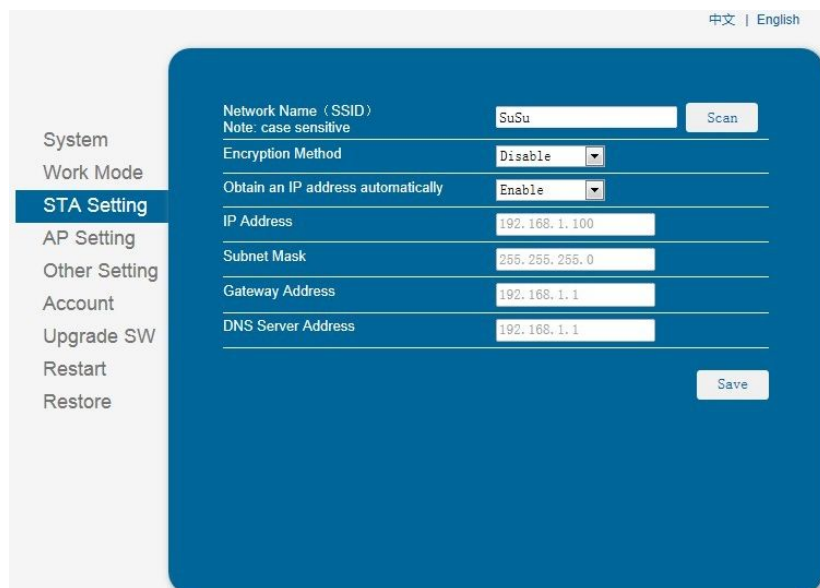 中文 | English
System
Work Mode
STA Setting
AP Setting
Other Setting
Account
Upgrade SW
Restart
Restore
Network Name（SSID）
Note: case sensitive
SuSu
Scan
Encryption Method
Disable
Obtain an IP address automatically
Enable
IP Address
192.168.1.100
Subnet Mask
255.255.255.0
Gateway Address
192.168.1.1
DNS Server Address
192.168.1.1
Save